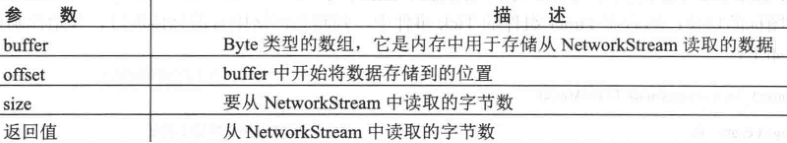 参 数 描 述
buffer Byte 类型的数组，它是内存中用于存储从 NetworkStream 读取的数据
offset buffer 中开始将数据存储到的位置
size 要从 NetworkStream 中读取的字节数
返回值 从 NetworkStream 中读取的字节数